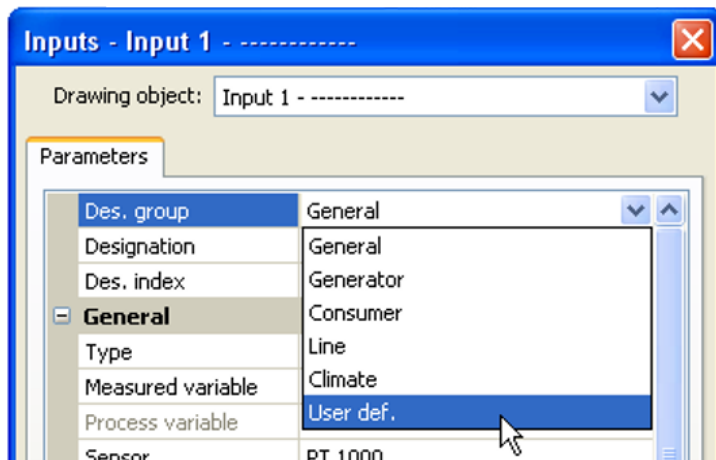 Inputs - Input 1 - ------------
Drawing object: Input 1 - ------------
Parameters
Des. group General
Designation General
Des. index Generator
General Consumer
Type Line
Measured variable Climate
Process variable User def.
Sensor PT 1000